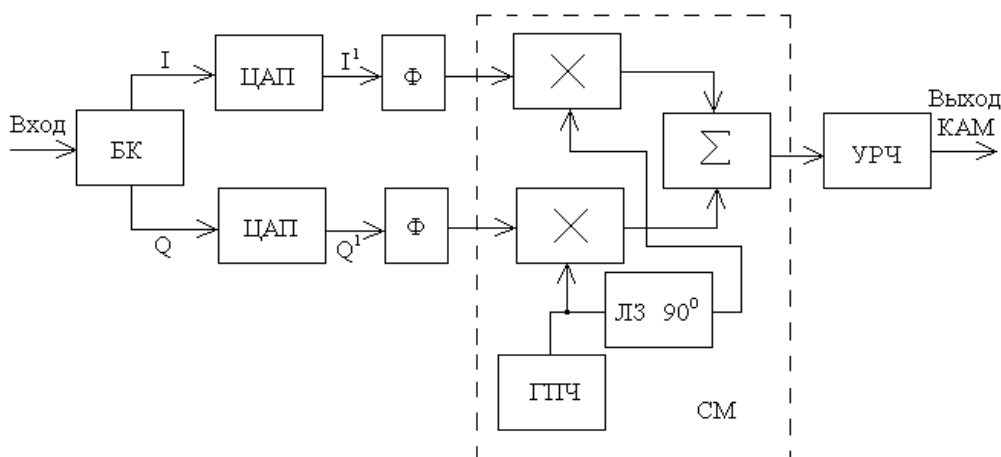 I
ЦАП
I¹
Ф
×
Вход
БК
Выход
КАМ
Σ
УРЧ
Q
ЦАП
Q¹
Ф
×
ЛЗ 90⁰
ГПЧ
СМ